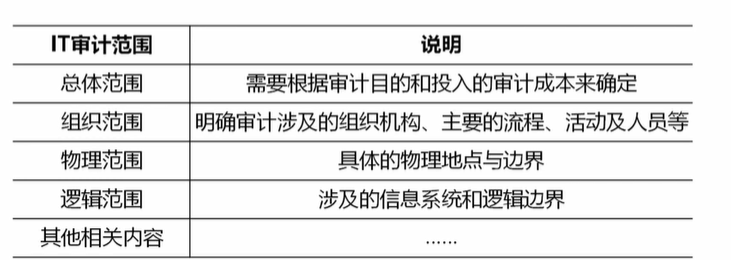 IT审计范围 说明
总体范围 需要根据审计目的和投入的审计成本来确定
组织范围 明确审计涉及的组织机构、主要的流程、活动及人员等
物理范围 具体的物理地点与边界
逻辑范围 涉及的信息系统和逻辑边界
其他相关内容 ......